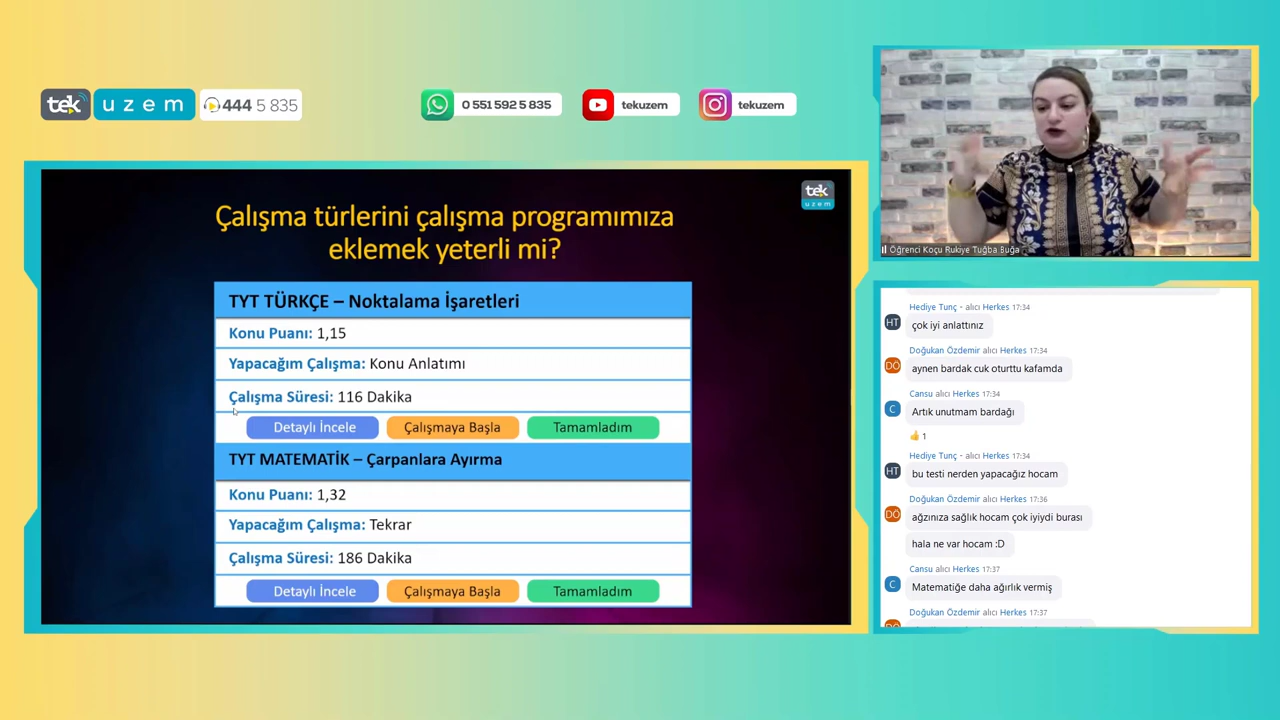 tek
uzem
444 5 835
0 551 592 5 835
tekuzem
tekuzem
tek
uzem
Çalışma türlerini çalışma programımıza
eklemek yeterli mi?
TYT TÜRKÇE – Noktalama İşaretleri
Konu Puanı: 1,15
Yapacağım Çalışma: Konu Anlatımı
Çalışma Süresi: 116 Dakika
Detaylı İncele
Çalışmaya Başla
Tamamladım
TYT MATEMATİK – Çarpanlara Ayırma
Konu Puanı: 1,32
Yapacağım Çalışma: Tekrar
Çalışma Süresi: 186 Dakika
Detaylı İncele
Çalışmaya Başla
Tamamladım
Öğrenci Koçu Rukiye Tuğba Buğa
Hediye Tunç - alıcı Herkes 17:34
HT
çok iyi anlattınız
Doğukan Özdemir alıcı Herkes 17:34
DÖ
aynen bardak cuk oturttu kafamda
Cansu alıcı Herkes 17:34
C
Artık unutmam bardağı
1
Hediye Tunç - alıcı Herkes 17:34
HT
bu testi nerden yapacağız hocam
Doğukan Özdemir alıcı Herkes 17:36
DÖ
ağzınıza sağlık hocam çok iyiydi burası
hala ne var hocam :D
Cansu alıcı Herkes 17:37
C
Matematiğe daha ağırlık vermiş
Doğukan Özdemir alıcı Herkes 17:37